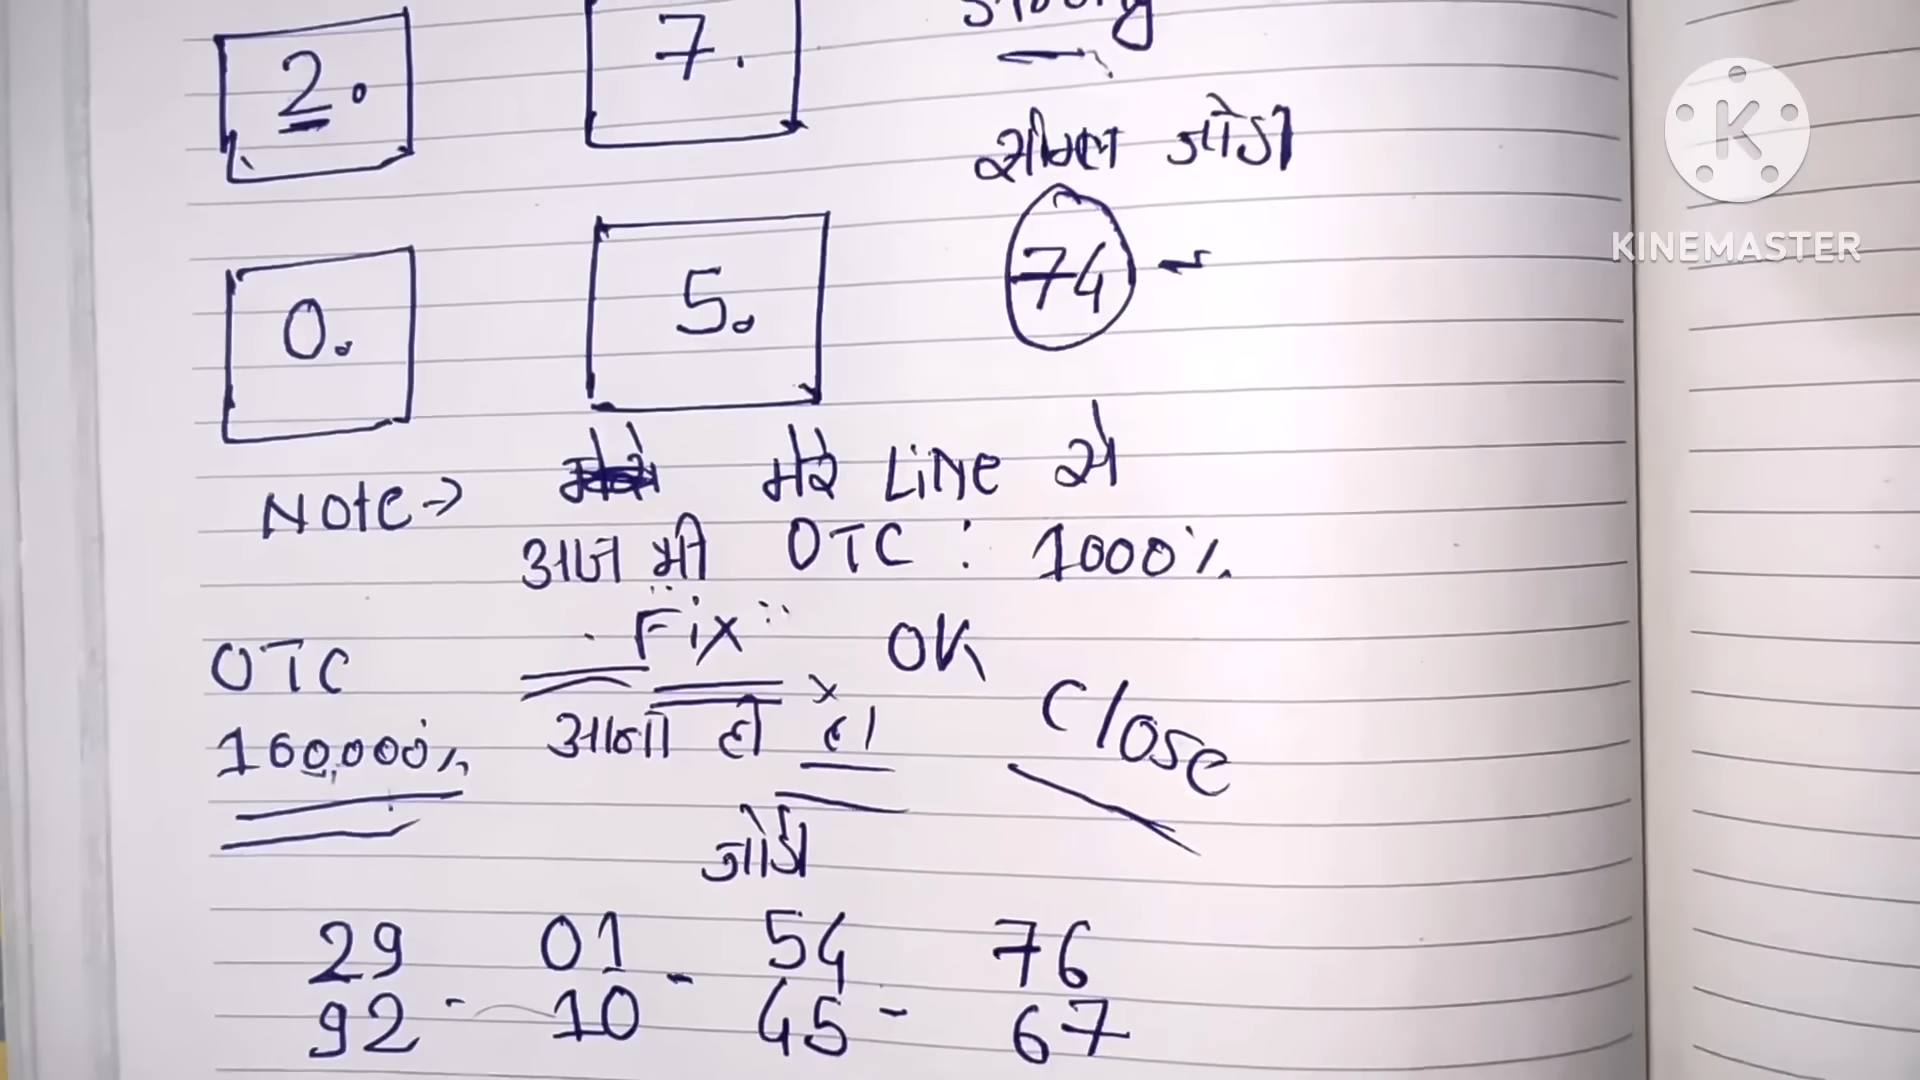 2.
7.
जोडा
0.
5.
74
Note→ मेरे Line से
आज भी OTC : 1000%
Fix OK
OTC
100,000%
ही
Close
जोडी
29 01 54 76
92 - 10 - 45 - 67
K
KINEMASTER